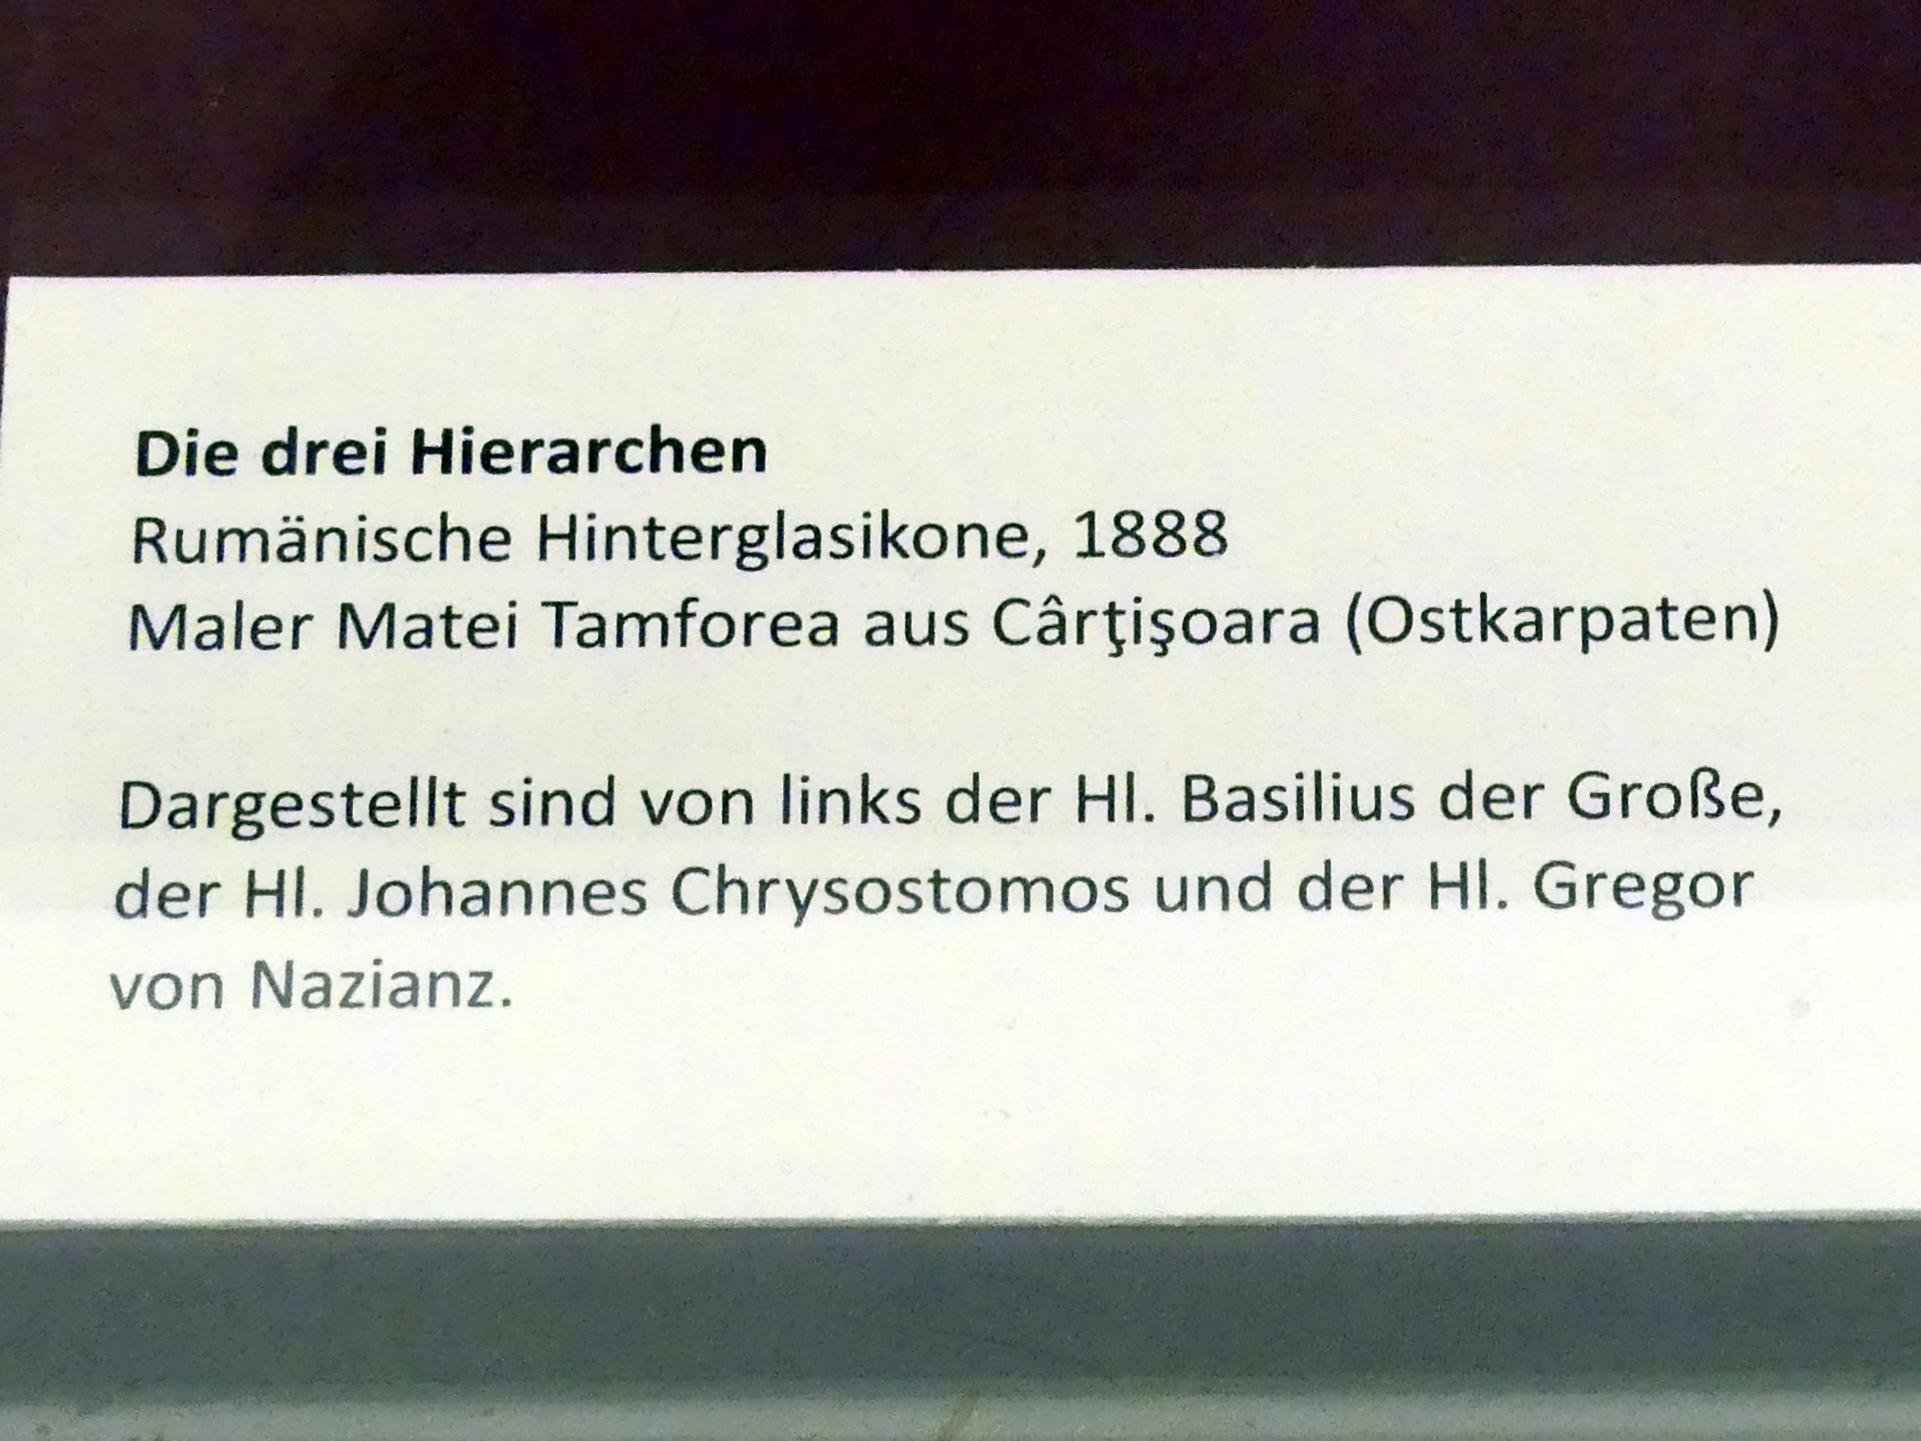 Die drei Hierarchen
Rumänische Hinterglasikone, 1888
Maler Matei Tamforea aus Cârţişoara (Ostkarpaten)
Dargestellt sind von links der Hl. Basilius der Große,
der Hl. Johannes Chrysostomos und der Hl. Gregor
von Nazianz.